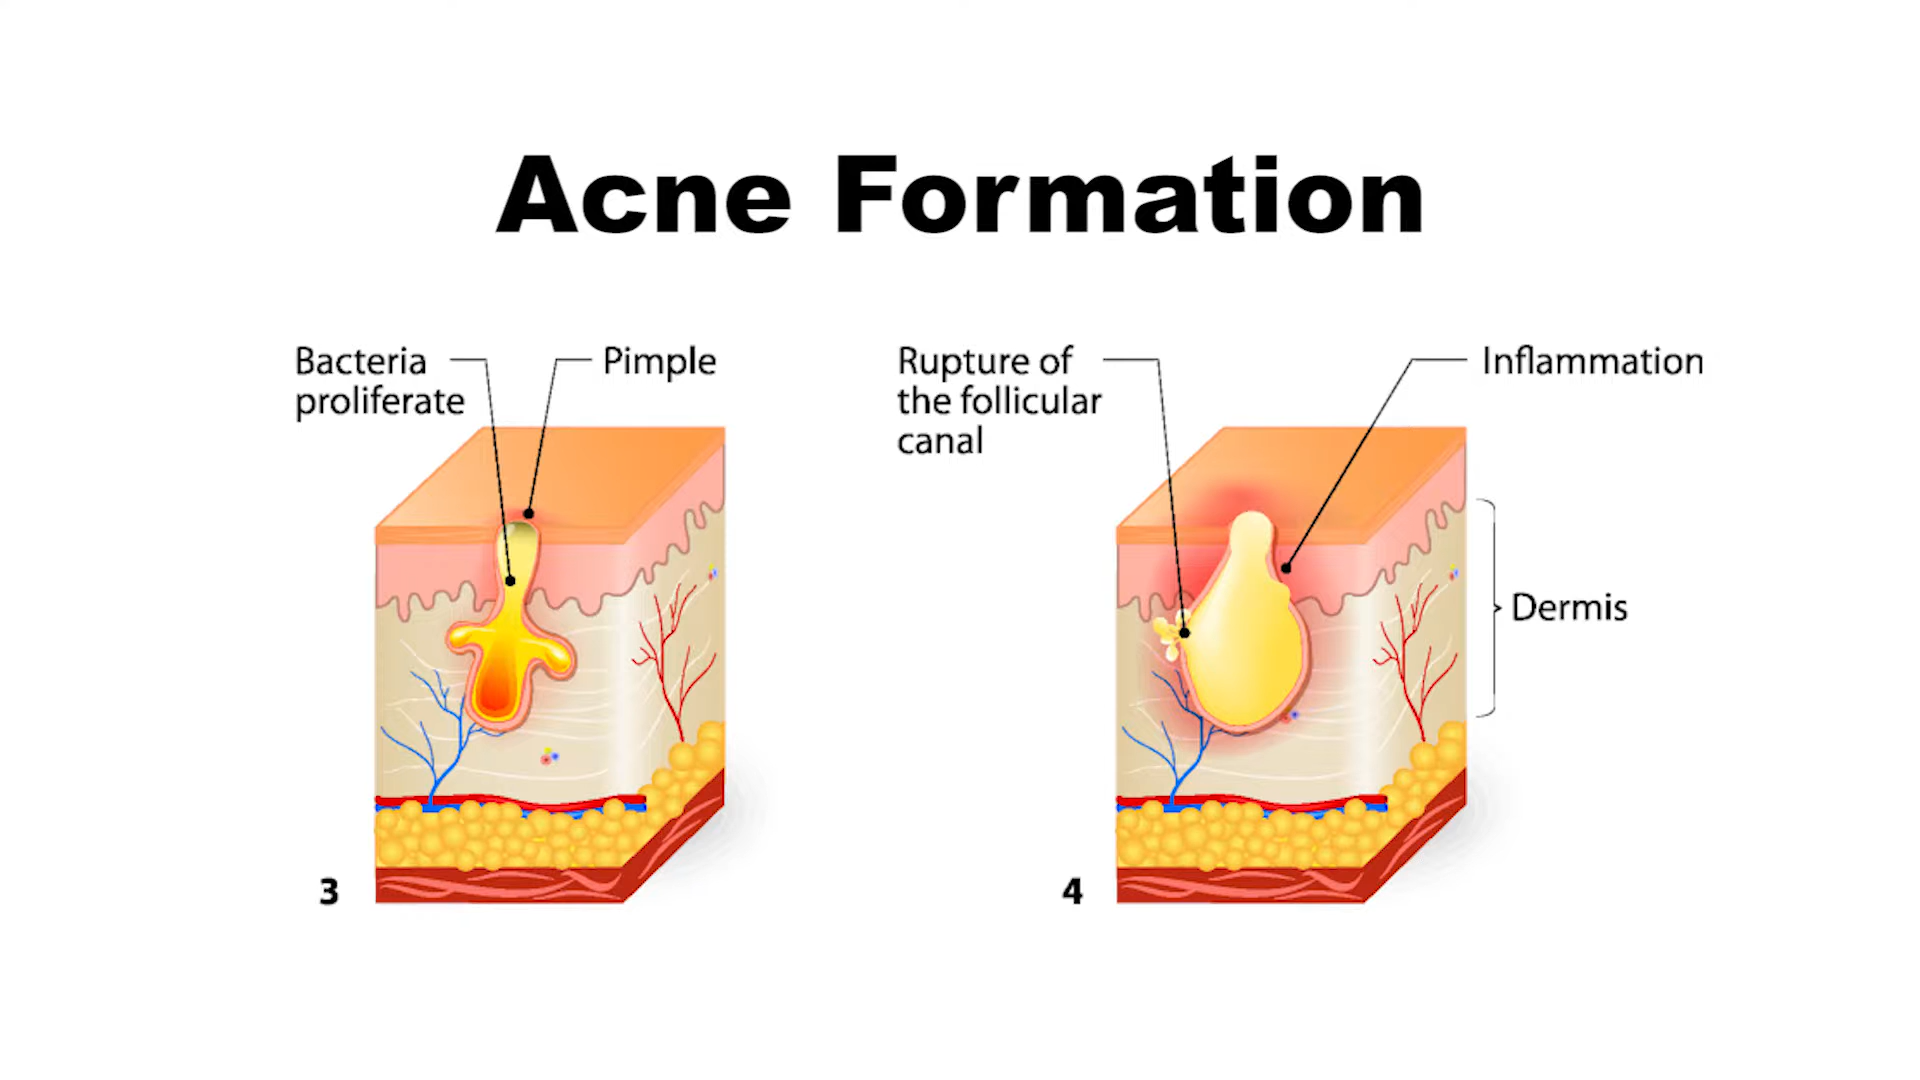 Acne Formation
Bacteria
proliferate
Pimple
Rupture of
the follicular
canal
Inflammation
Dermis
3
4